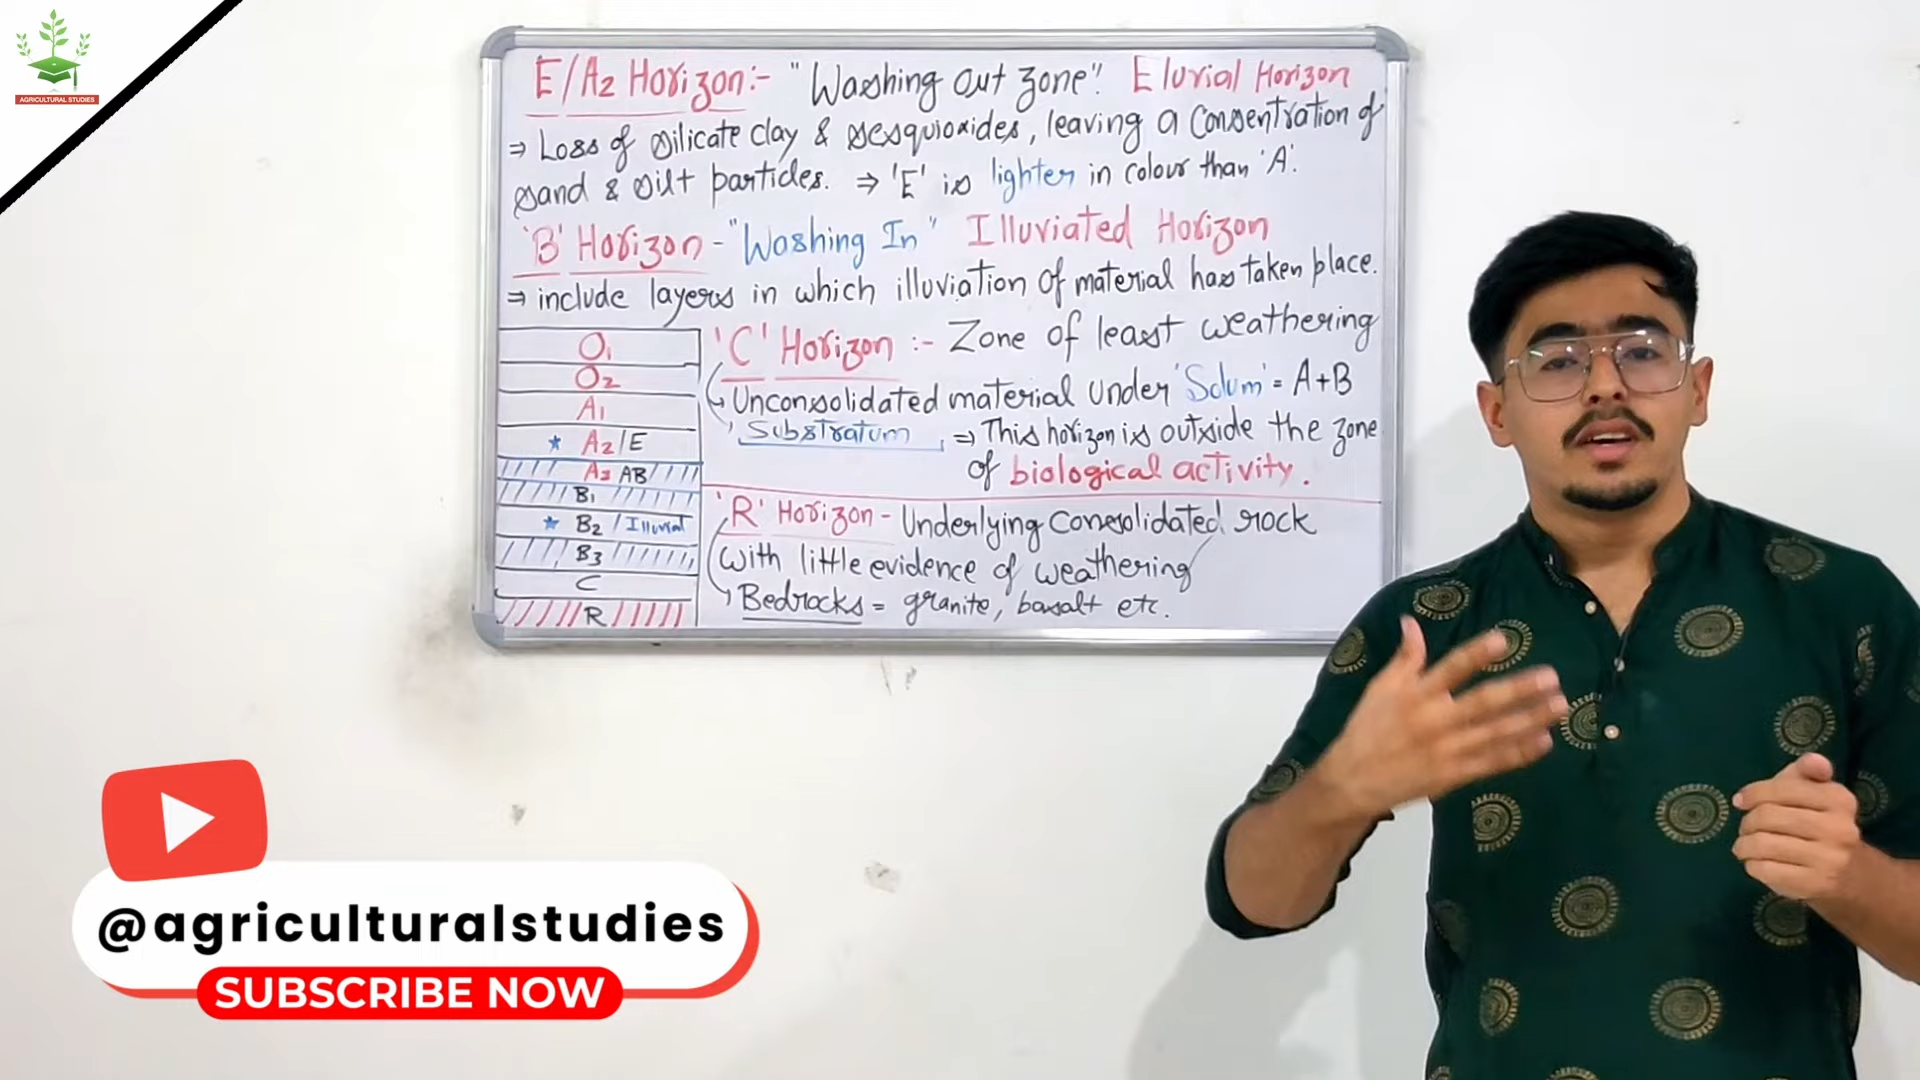 AGRICULTURAL STUDIES
E/A2 Horizon:- "Washing out zone". Eluvial Horizon
⇒ Loss of silicate clay & sesquioxides, leaving a Consentration of
sand & silt particles. ⇒ 'E' is lighter in colour than 'A'.
'B' Horizon - "Washing In" Illuviated Horizon
⇒ include layers in which illuviation of material has taken place.
O1
O2
A1
* A2/E
A3 AB
B1
* B2 / Illuvial
B3
C
R
'C' Horizon :- Zone of least weathering
↳ Unconsolidated material under 'Solum' = A+B
Substratum ⇒ This horizon is outside the zone
of biological activity.
'R' Horizon - Underlying Consolidated rock
with little evidence of weathering
↳ Bedrocks = granite, basalt etc.
@agriculturalstudies
SUBSCRIBE NOW